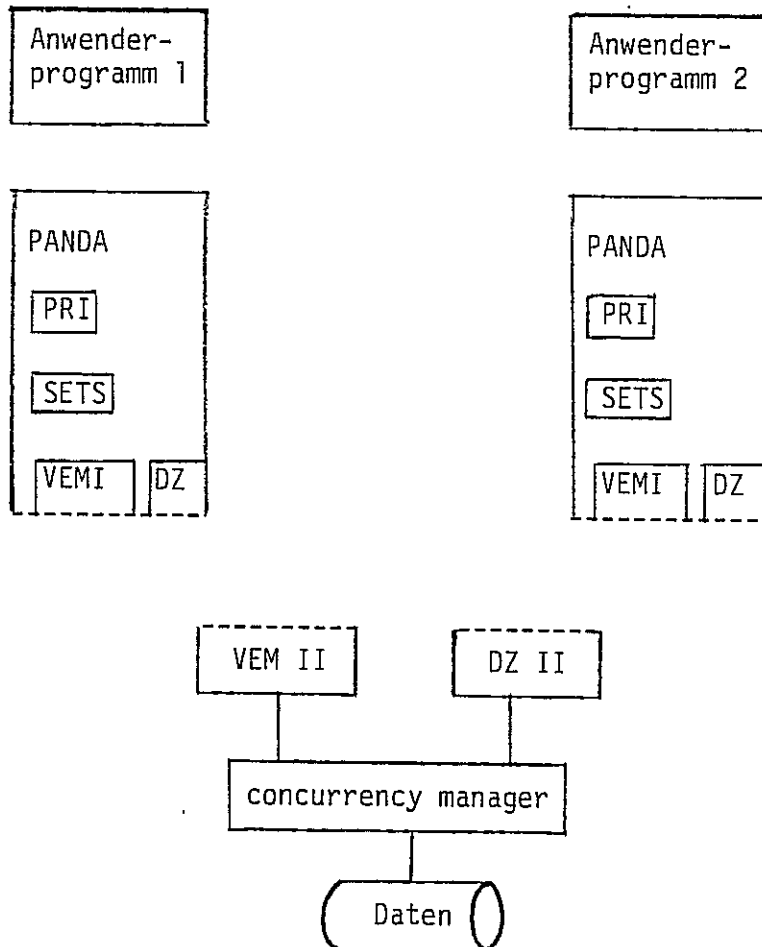 Anwender-
programm 1
Anwender-
programm 2
PANDA
PRI
SETS
VEMI
DZ
PANDA
PRI
SETS
VEMI
DZ
VEM II
DZ II
concurrency manager
Daten